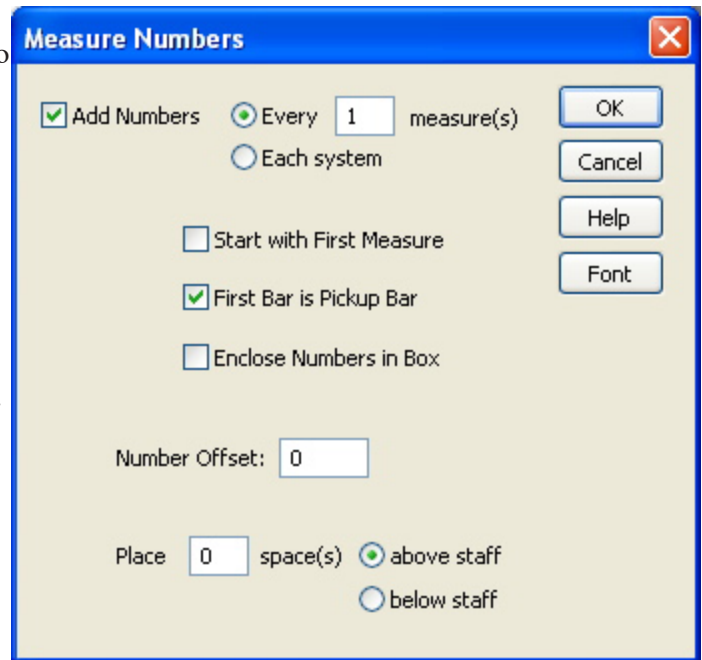 Measure Numbers
o
Add Numbers Every 1 measure(s) OK
Each system Cancel
Start with First Measure Help
First Bar is Pickup Bar Font
Enclose Numbers in Box
Number Offset: 0
Place 0 space(s) above staff
below staff